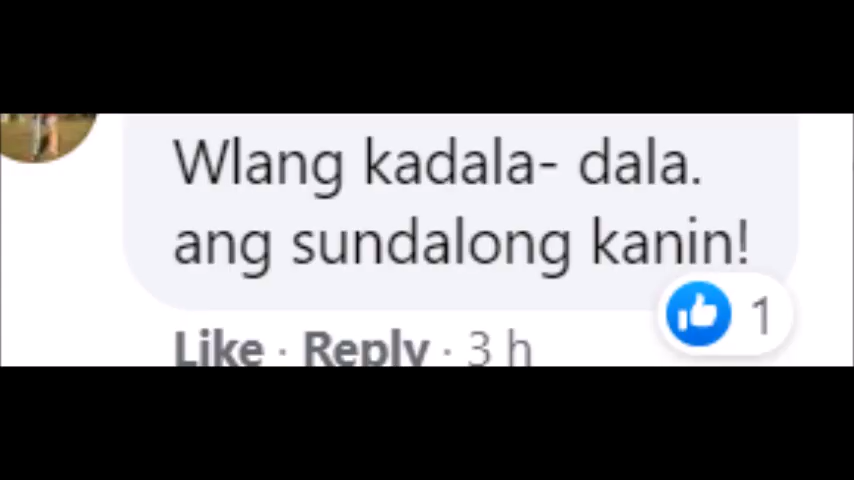 Wlang kadala- dala.
ang sundalong kanin!
1
Like · Reply · 3 h